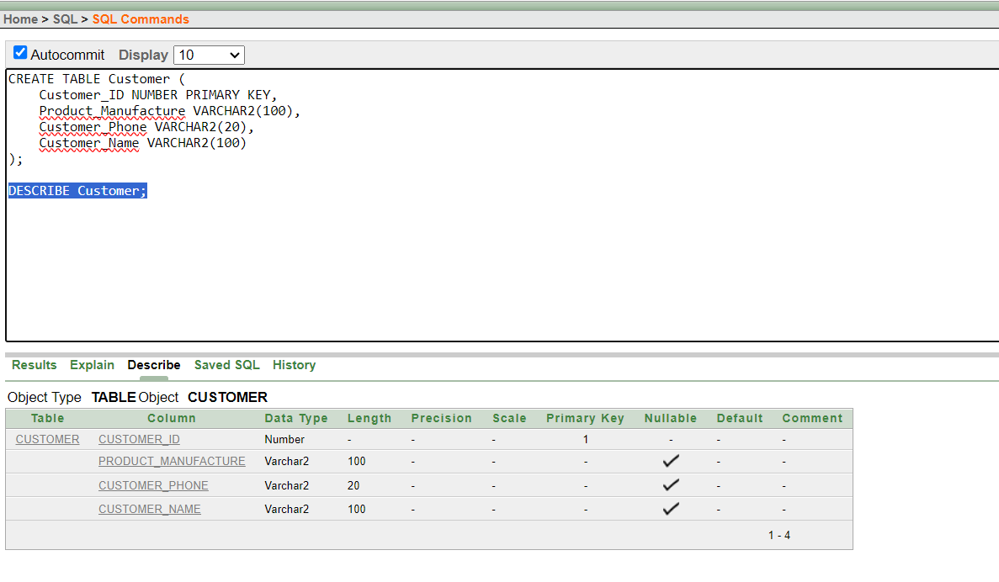 Home > SQL > SQL Commands
Autocommit Display 10
CREATE TABLE Customer (
    Customer_ID NUMBER PRIMARY KEY,
    Product_Manufacture VARCHAR2(100),
    Customer_Phone VARCHAR2(20),
    Customer_Name VARCHAR2(100)
);
DESCRIBE Customer;
Results Explain Describe Saved SQL History
Object Type TABLE Object CUSTOMER
Table Column Data Type Length Precision Scale Primary Key Nullable Default Comment
CUSTOMER CUSTOMER_ID Number - - - 1 - - -
PRODUCT_MANUFACTURE Varchar2 100 - - - - -
CUSTOMER_PHONE Varchar2 20 - - - - -
CUSTOMER_NAME Varchar2 100 - - - - -
1 - 4